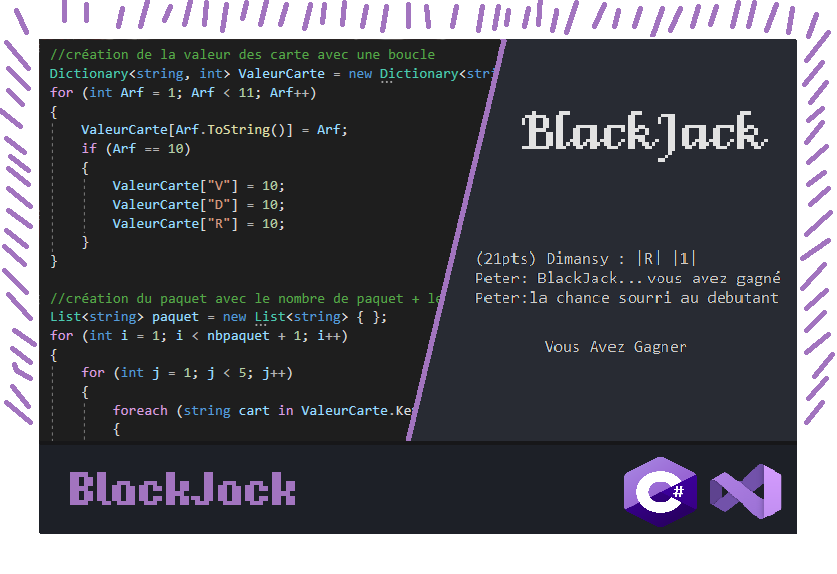 //création de la valeur des carte avec une boucle
Dictionary<string, int> ValeurCarte = new Dictionary<stri
for (int Arf = 1; Arf < 11; Arf++)
{
ValeurCarte[Arf.ToString()] = Arf;
if (Arf == 10)
{
ValeurCarte["V"] = 10;
ValeurCarte["D"] = 10;
ValeurCarte["R"] = 10;
}
}
//création du paquet avec le nombre de paquet + le
List<string> paquet = new List<string> { };
for (int i = 1; i < nbpaquet + 1; i++)
{
for (int j = 1; j < 5; j++)
{
foreach (string cart in ValeurCarte.Key
{
BlackJack
(21pts) Dimansy : |R| |1|
Peter: BlackJack...vous avez gagné
Peter:la chance sourri au debutant
Vous Avez Gagner
BlackJack
C#